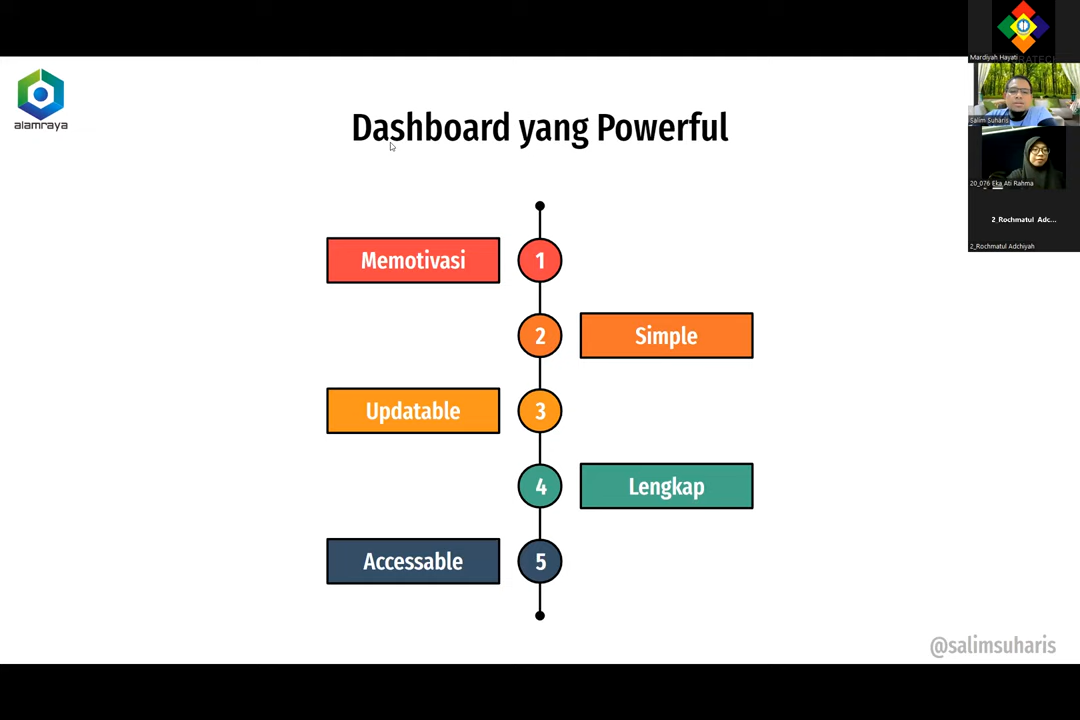 alamraya
Dashboard yang Powerful
Memotivasi
1
2
Simple
Updatable
3
4
Lengkap
Accessable
5
@salimsuharis
Mardiyah Hayati
Salim Suharis
20_076 Eka Ati Rahma
2_Rochmatul Adc...
2_Rochmatul Adchiyah